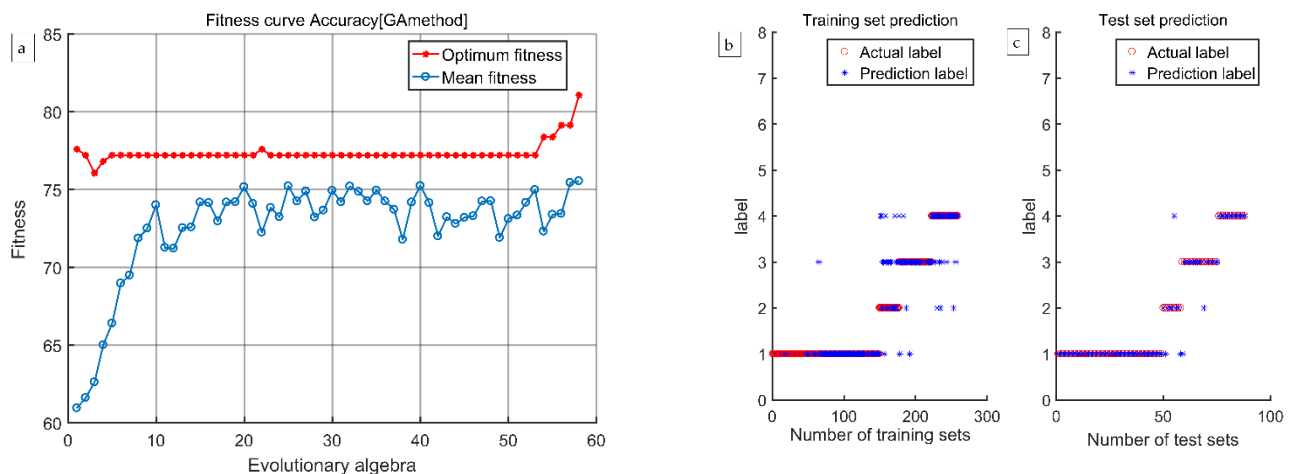 Fitness curve Accuracy[GAmethod]
a
85
80
75
70
65
60
Fitness
Optimum fitness
Mean fitness
0 10 20 30 40 50 60
Evolutionary algebra
Training set prediction
b
8
7
6
5
4
3
2
1
0
label
Actual label
Prediction label
0 100 200 300
Number of training sets
Test set prediction
c
8
7
6
5
4
3
2
1
0
label
Actual label
Prediction label
0 50 100
Number of test sets